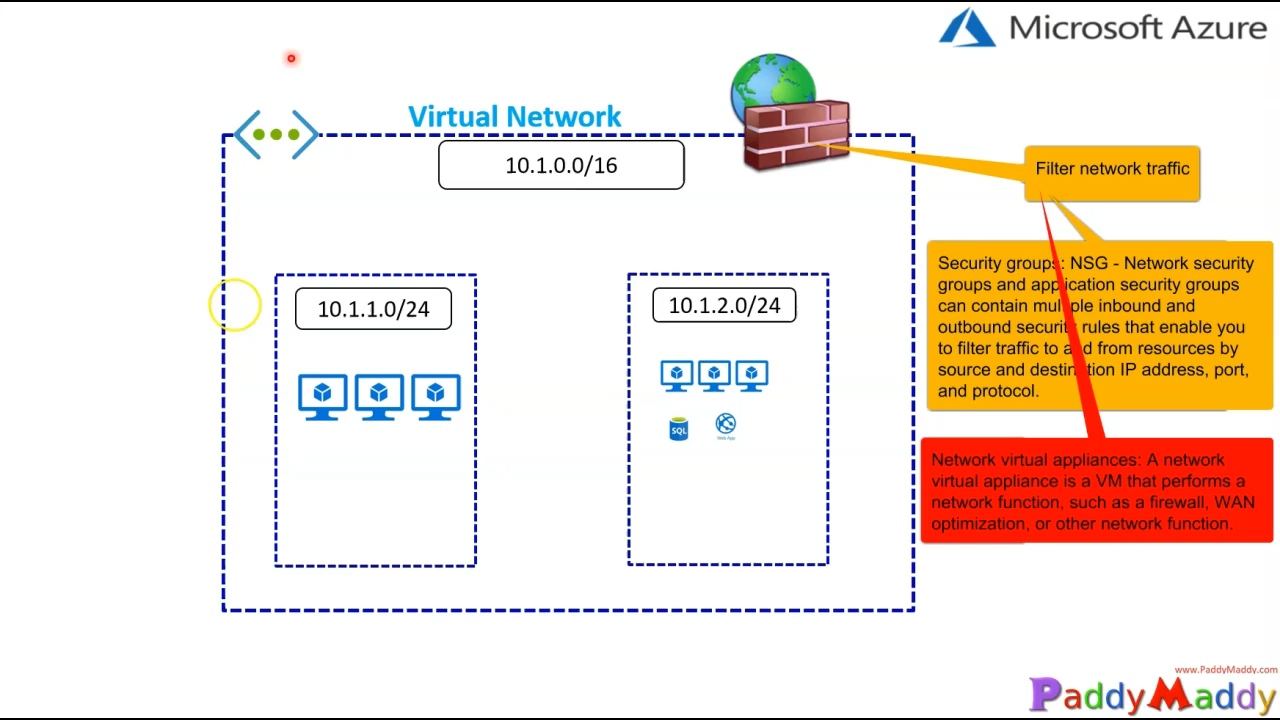 Microsoft Azure
Virtual Network
10.1.0.0/16
Filter network traffic
10.1.1.0/24
10.1.2.0/24
SQL
Web App
Security groups: NSG - Network security
groups and application security groups
can contain multiple inbound and
outbound security rules that enable you
to filter traffic to and from resources by
source and destination IP address, port,
and protocol.
Network virtual appliances: A network
virtual appliance is a VM that performs a
network function, such as a firewall, WAN
optimization, or other network function.
www.PaddyMaddy.com
PaddyMaddy